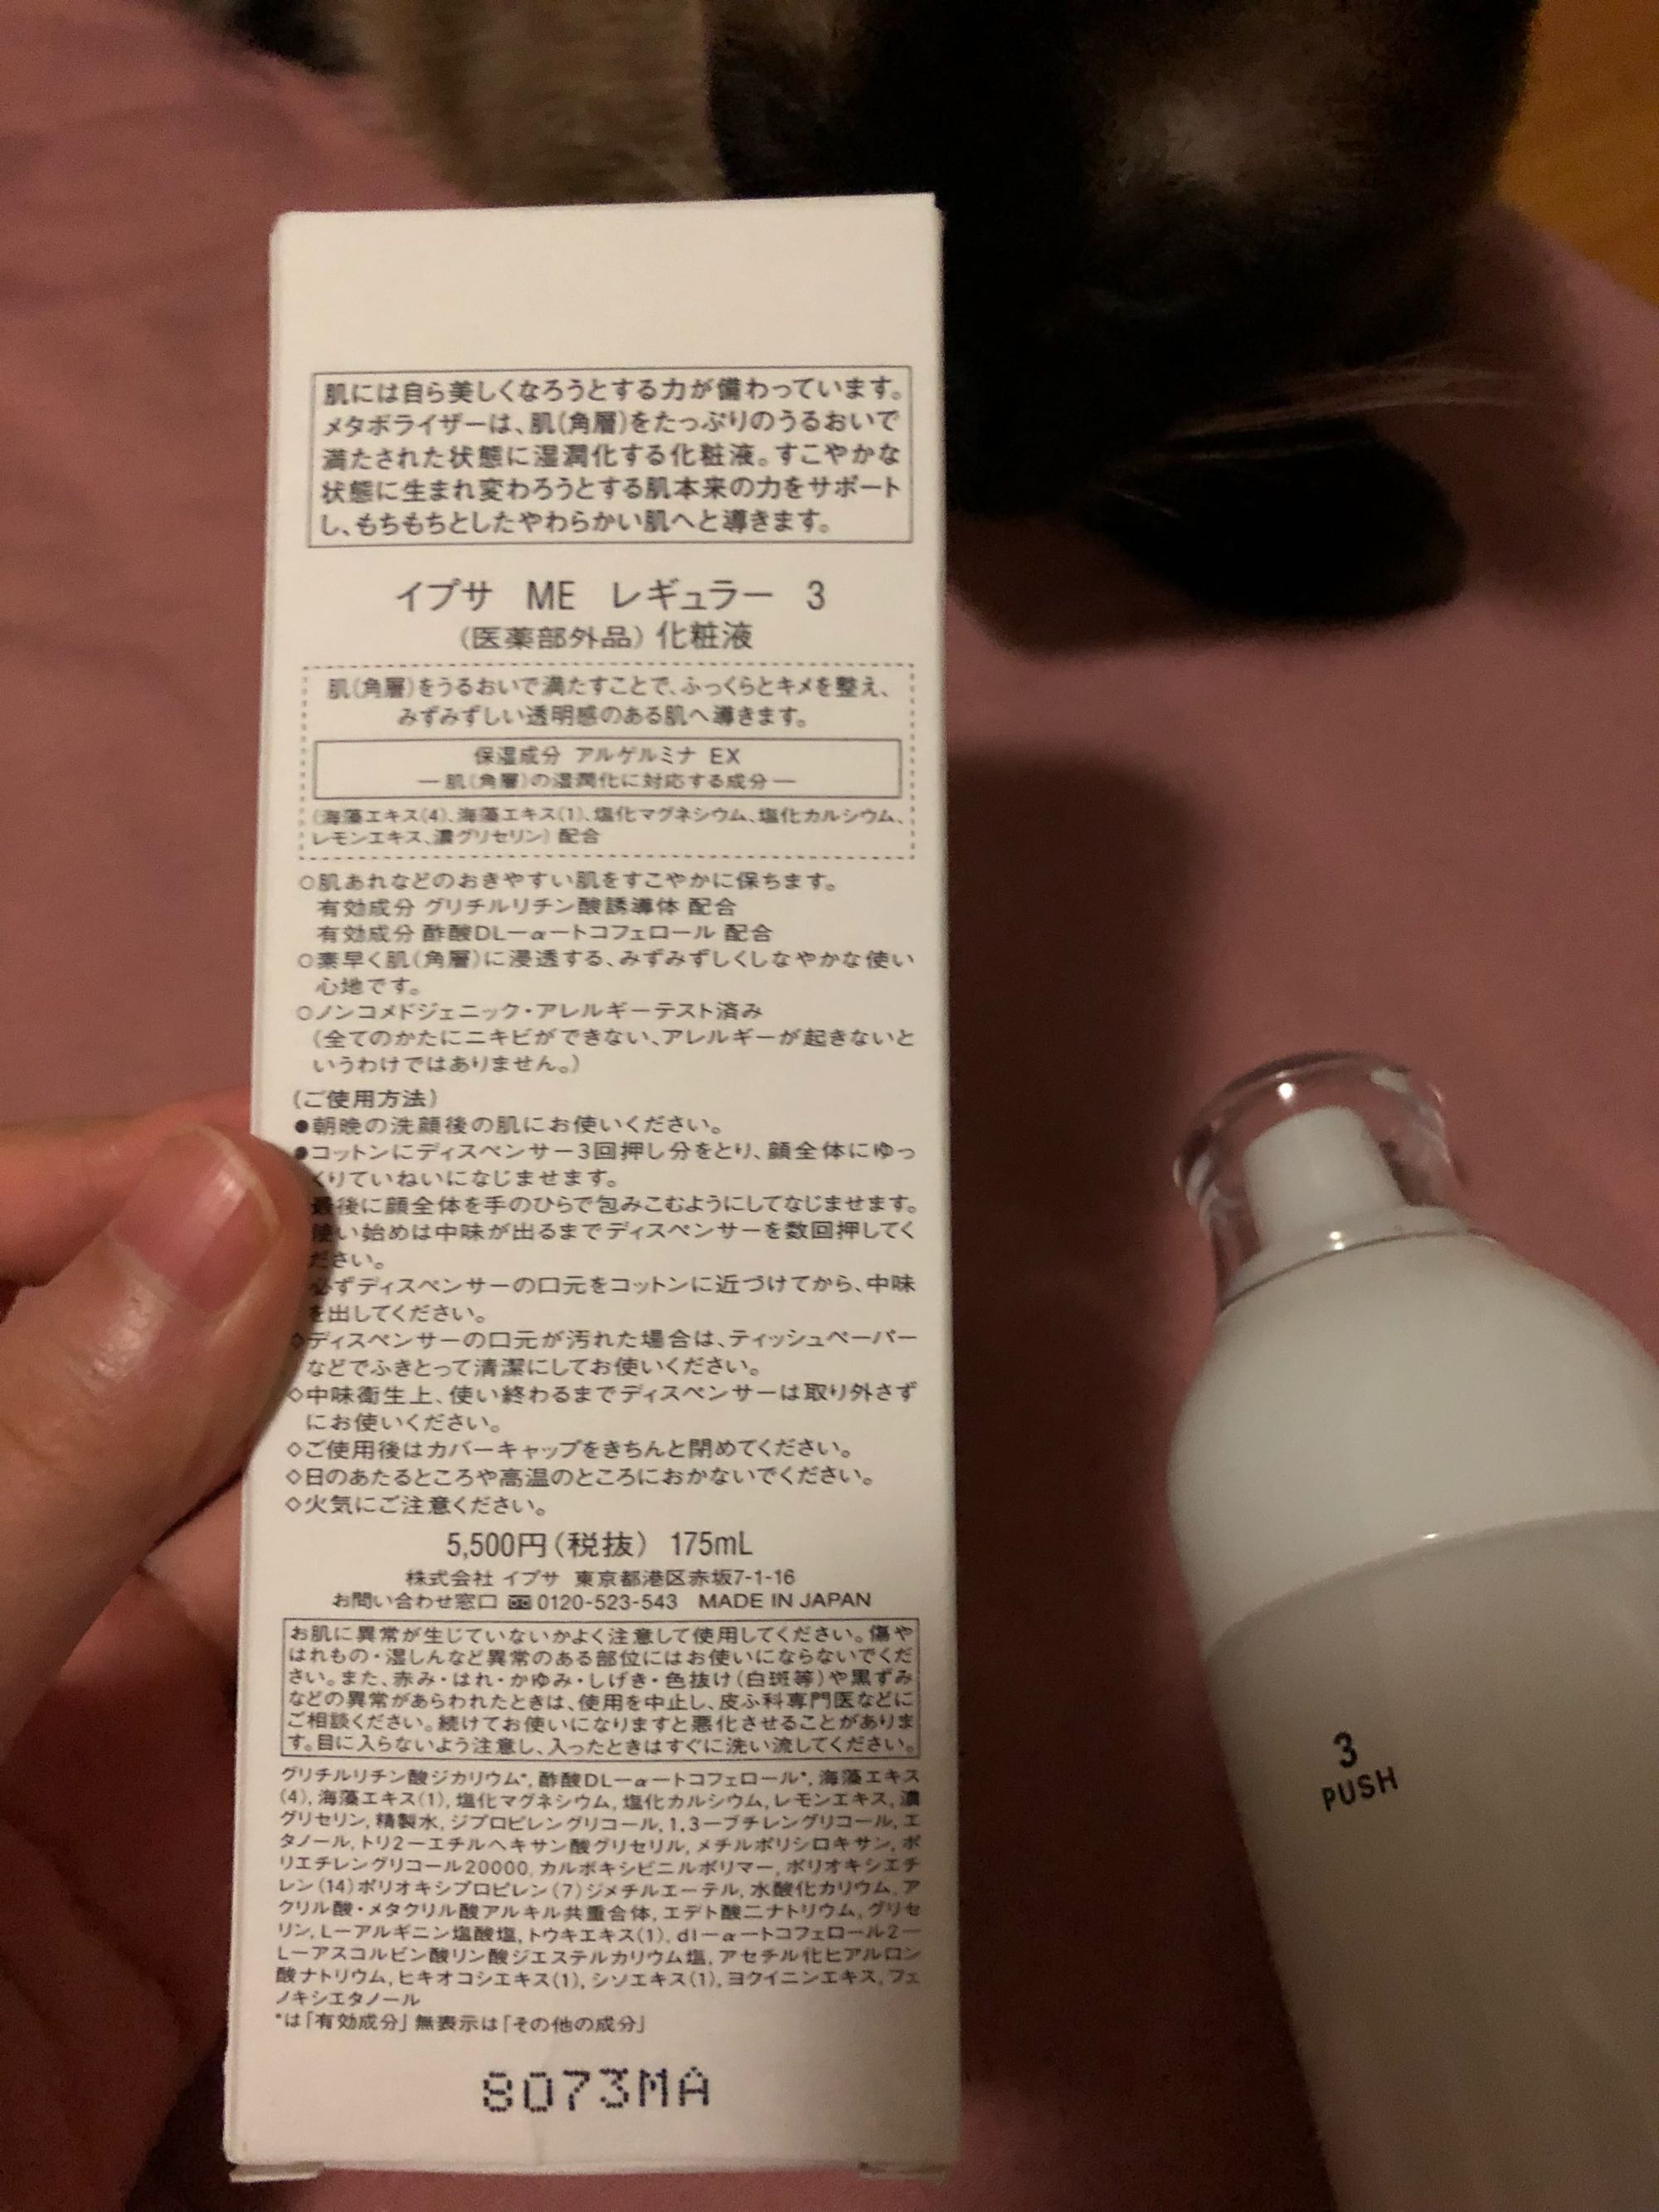 肌には自ら美しくなろうとする力が備わっています。
メタボライザーは、肌(角層)をたっぷりのうるおいで
満たされた状態に湿潤化する化粧液。すこやかな
状態に生まれ変わろうとする肌本来の力をサポート
し、もちもちとしたやわらかい肌へと導きます。
イプサ ME レギュラー 3
(医薬部外品) 化粧液
肌(角層)をうるおいで満たすことで、ふっくらとキメを整え、
みずみずしい透明感のある肌へ導きます。
保湿成分 アルゲルミナ EX
―肌(角層)の湿潤化に対応する成分―
(海藻エキス(4)、海藻エキス(1)、塩化マグネシウム、塩化カルシウム、
レモンエキス、濃グリセリン) 配合
○肌あれなどのおきやすい肌をすこやかに保ちます。
有効成分 グリチルリチン酸誘導体 配合
有効成分 酢酸DL−α−トコフェロール 配合
○素早く肌(角層)に浸透する、みずみずしくしなやかな使い
心地です。
○ノンコメドジェニック・アレルギーテスト済み
(全てのかたにニキビができない、アレルギーが起きないと
いうわけではありません。)
(ご使用方法)
●朝晩の洗顔後の肌にお使いください。
●コットンにディスペンサー3回押し分をとり、顔全体にゆっ
くりていねいになじませます。
最後に顔全体を手のひらで包みこむようにしてなじませます。
使い始めは中味が出るまでディスペンサーを数回押してく
ださい。
必ずディスペンサーの口元をコットンに近づけてから、中味
を出してください。
◇ディスペンサーの口元が汚れた場合は、ティッシュペーパー
などでふきとって清潔にしてお使いください。
◇中味衛生上、使い終わるまでディスペンサーは取り外さず
にお使いください。
◇ご使用後はカバーキャップをきちんと閉めてください。
◇日のあたるところや高温のところにおかないでください。
◇火気にご注意ください。
5,500円(税抜) 175mL
株式会社 イプサ 東京都港区赤坂7-1-16
お問い合わせ窓口 0120-523-543 MADE IN JAPAN
お肌に異常が生じていないかよく注意して使用してください。傷や
はれもの・湿しんなど異常のある部位にはお使いにならないでくだ
さい。また、赤み・はれ・かゆみ・しげき・色抜け(白斑等)や黒ずみ
などの異常があらわれたときは、使用を中止し、皮ふ科専門医などに
ご相談ください。続けてお使いになりますと悪化させることがありま
す。目に入らないよう注意し、入ったときはすぐに洗い流してください。
グリチルリチン酸ジカリウム*, 酢酸DL−α−トコフェロール*, 海藻エキス
(4), 海藻エキス(1), 塩化マグネシウム, 塩化カルシウム, レモンエキス, 濃
グリセリン, 精製水, ジプロピレングリコール, 1,3−ブチレングリコール, エ
タノール, トリ2−エチルヘキサン酸グリセリル, メチルポリシロキサン, ポ
リエチレングリコール20000, カルボキシビニルポリマー, ポリオキシエチ
レン(14)ポリオキシプロピレン(7)ジメチルエーテル, 水酸化カリウム, ア
クリル酸・メタクリル酸アルキル共重合体, エデト酸二ナトリウム, グリセ
リン, L−アルギニン塩酸塩, トウキエキス(1), dl−α−トコフェロール2−
L−アスコルビン酸リン酸ジエステルカリウム塩, アセチル化ヒアルロン
酸ナトリウム, ヒキオコシエキス(1), シソエキス(1), ヨクイニンエキス, フェ
ノキシエタノール
*は「有効成分」無表示は「その他の成分」
8073MA
3
PUSH